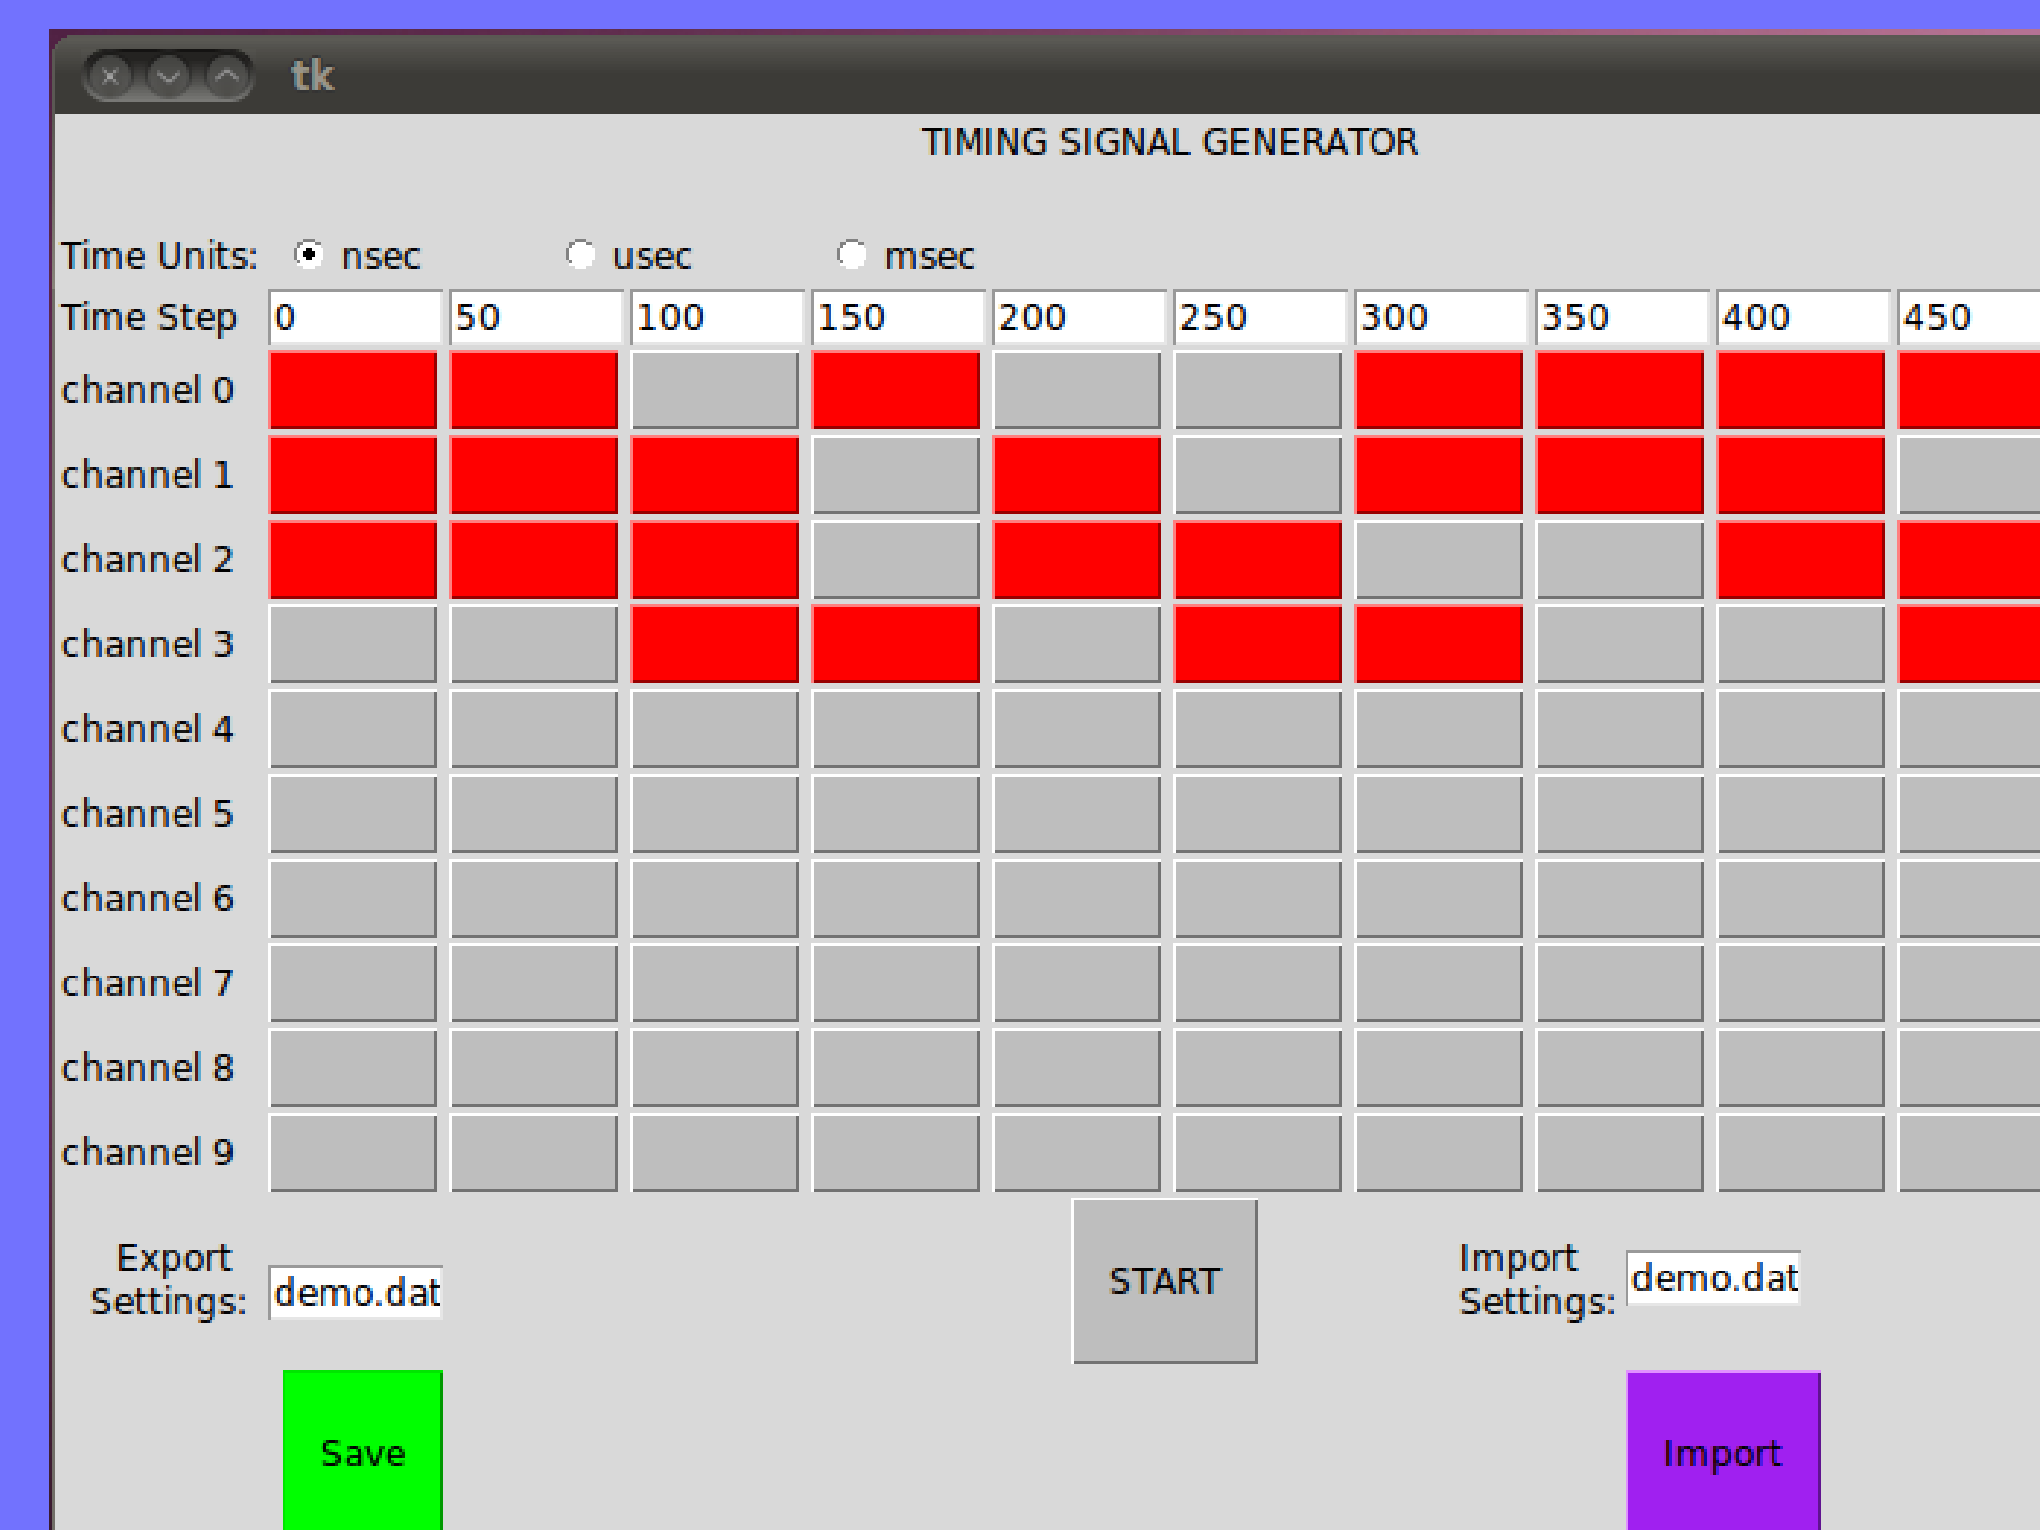 tk
TIMING SIGNAL GENERATOR
Time Units: nsec usec msec
Time Step 0 50 100 150 200 250 300 350 400 450
channel 0
channel 1
channel 2
channel 3
channel 4
channel 5
channel 6
channel 7
channel 8
channel 9
Export
Settings: demo.dat
START
Import
Settings: demo.dat
Save
Import